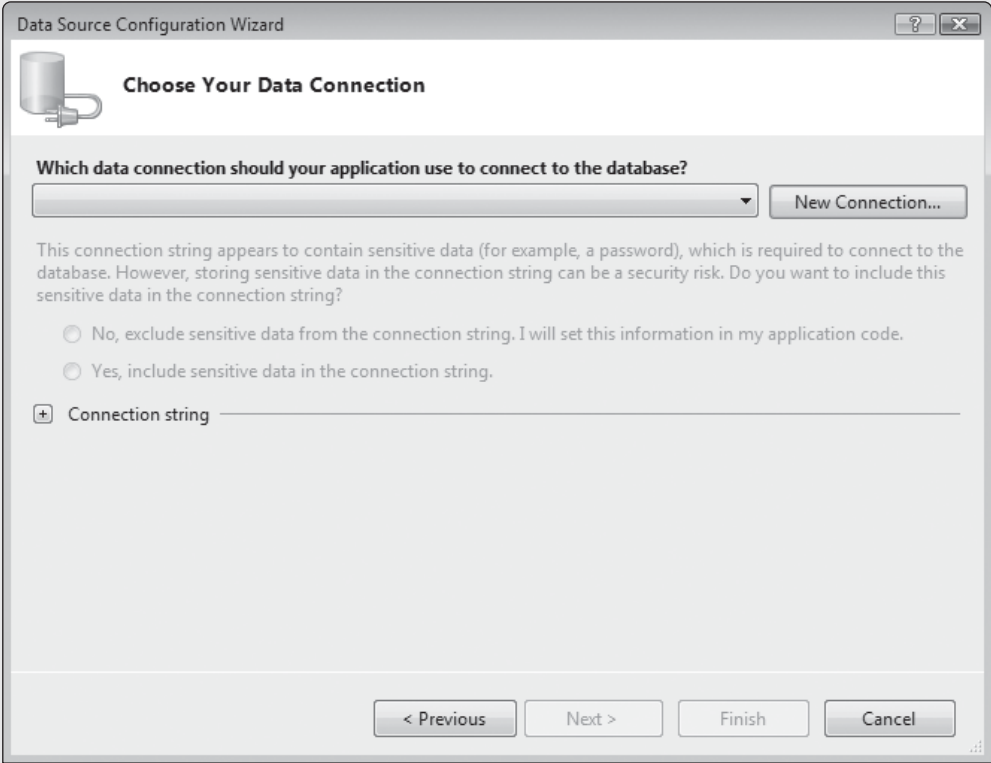 Data Source Configuration Wizard
Choose Your Data Connection
Which data connection should your application use to connect to the database?
New Connection...
This connection string appears to contain sensitive data (for example, a password), which is required to connect to the
database. However, storing sensitive data in the connection string can be a security risk. Do you want to include this
sensitive data in the connection string?
No, exclude sensitive data from the connection string. I will set this information in my application code.
Yes, include sensitive data in the connection string.
Connection string
< Previous
Next >
Finish
Cancel